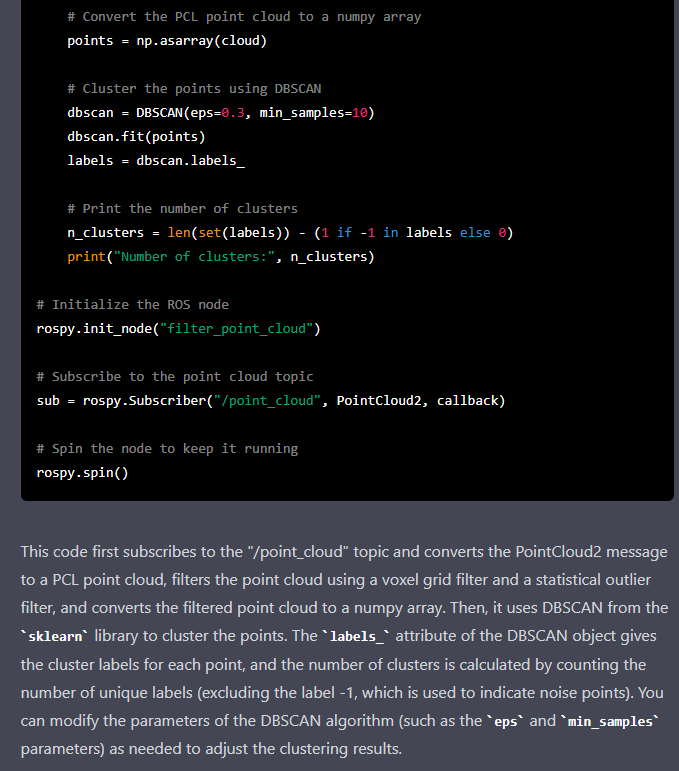 # Convert the PCL point cloud to a numpy array
points = np.asarray(cloud)
# Cluster the points using DBSCAN
dbscan = DBSCAN(eps=0.3, min_samples=10)
dbscan.fit(points)
labels = dbscan.labels_
# Print the number of clusters
n_clusters = len(set(labels)) - (1 if -1 in labels else 0)
print("Number of clusters:", n_clusters)
# Initialize the ROS node
rospy.init_node("filter_point_cloud")
# Subscribe to the point cloud topic
sub = rospy.Subscriber("/point_cloud", PointCloud2, callback)
# Spin the node to keep it running
rospy.spin()
This code first subscribes to the "/point_cloud" topic and converts the PointCloud2 message
to a PCL point cloud, filters the point cloud using a voxel grid filter and a statistical outlier
filter, and converts the filtered point cloud to a numpy array. Then, it uses DBSCAN from the
`sklearn` library to cluster the points. The `labels_` attribute of the DBSCAN object gives
the cluster labels for each point, and the number of clusters is calculated by counting the
number of unique labels (excluding the label -1, which is used to indicate noise points). You
can modify the parameters of the DBSCAN algorithm (such as the `eps` and `min_samples`
parameters) as needed to adjust the clustering results.